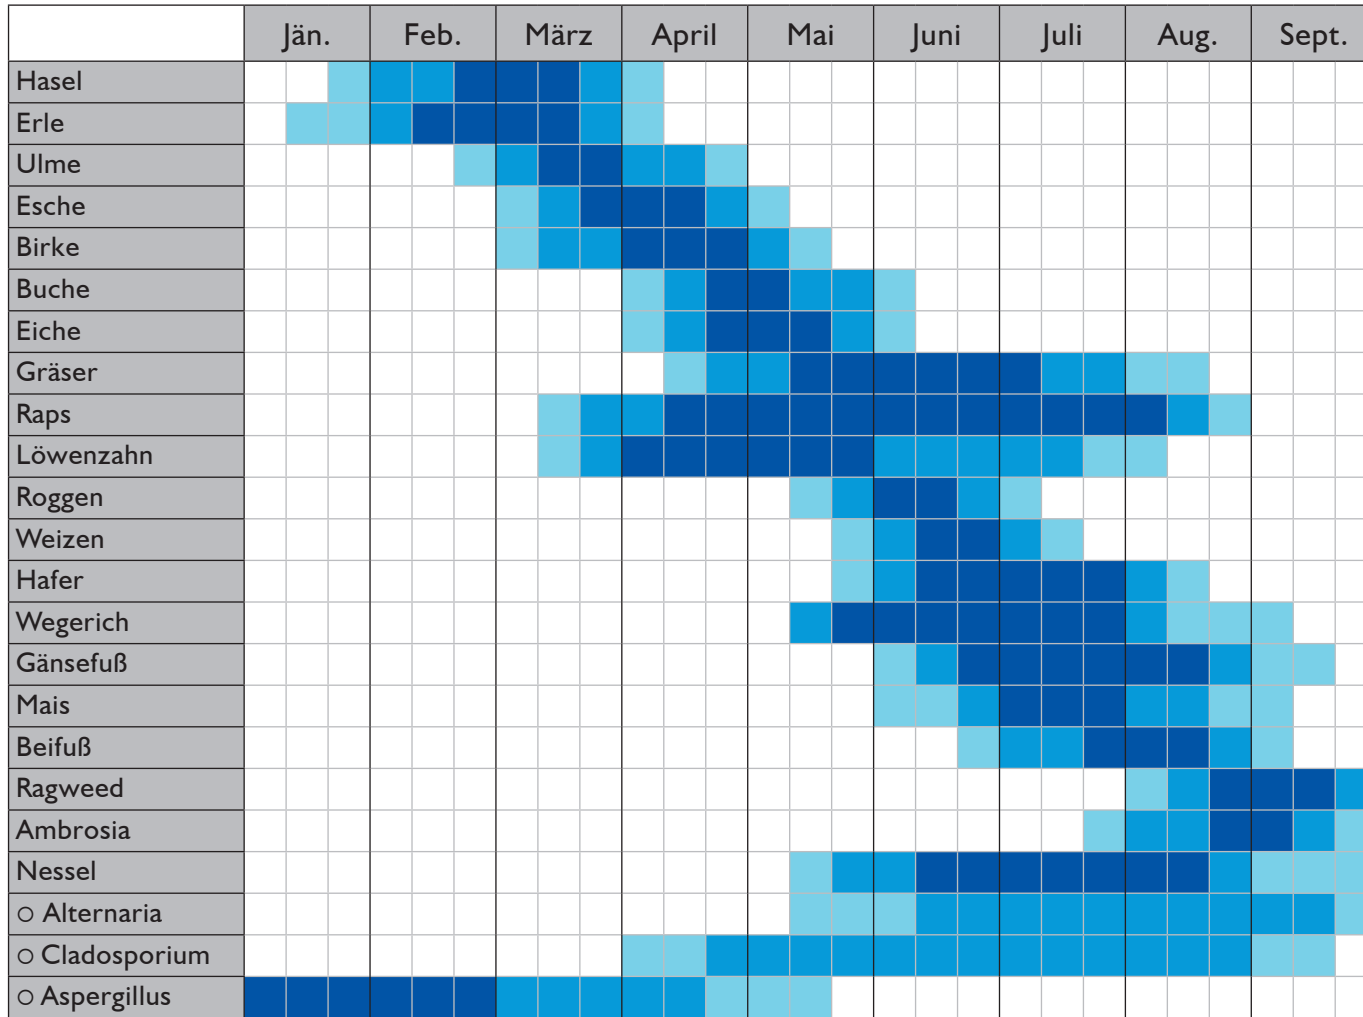 Jän. Feb. März April Mai Juni Juli Aug. Sept.
Hasel
Erle
Ulme
Esche
Birke
Buche
Eiche
Gräser
Raps
Löwenzahn
Roggen
Weizen
Hafer
Wegerich
Gänsefuß
Mais
Beifuß
Ragweed
Ambrosia
Nessel
○ Alternaria
○ Cladosporium
○ Aspergillus